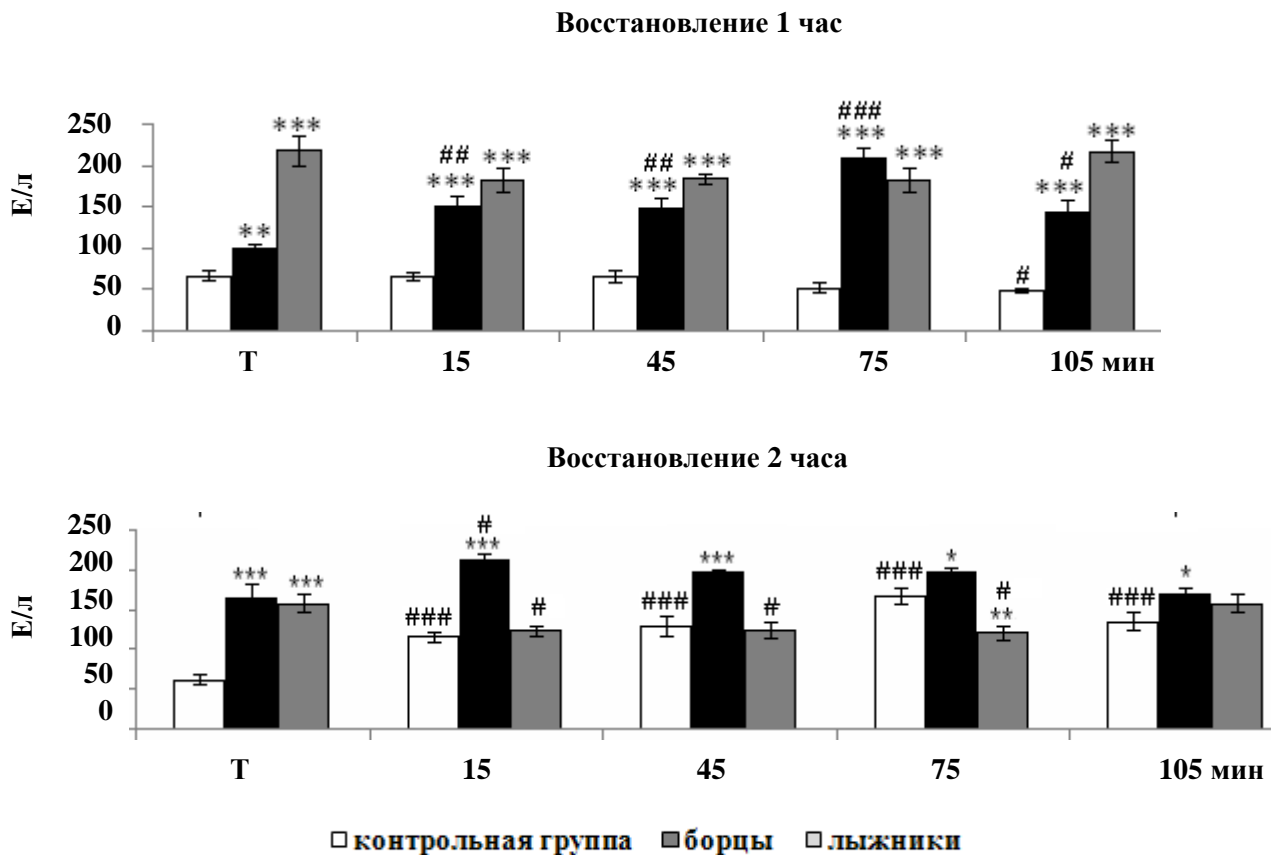 Восстановление 1 час
Е/л
250
200
150
100
50
0
** ***
## *** ***
## *** ***
### *** ***
# # *** ***
Т 15 45 75 105 мин
Восстановление 2 часа
Е/л
250
200
150
100
50
0
*** ***
### # *** #
### *** #
### * # **
### *
Т 15 45 75 105 мин
контрольная группа борцы лыжники